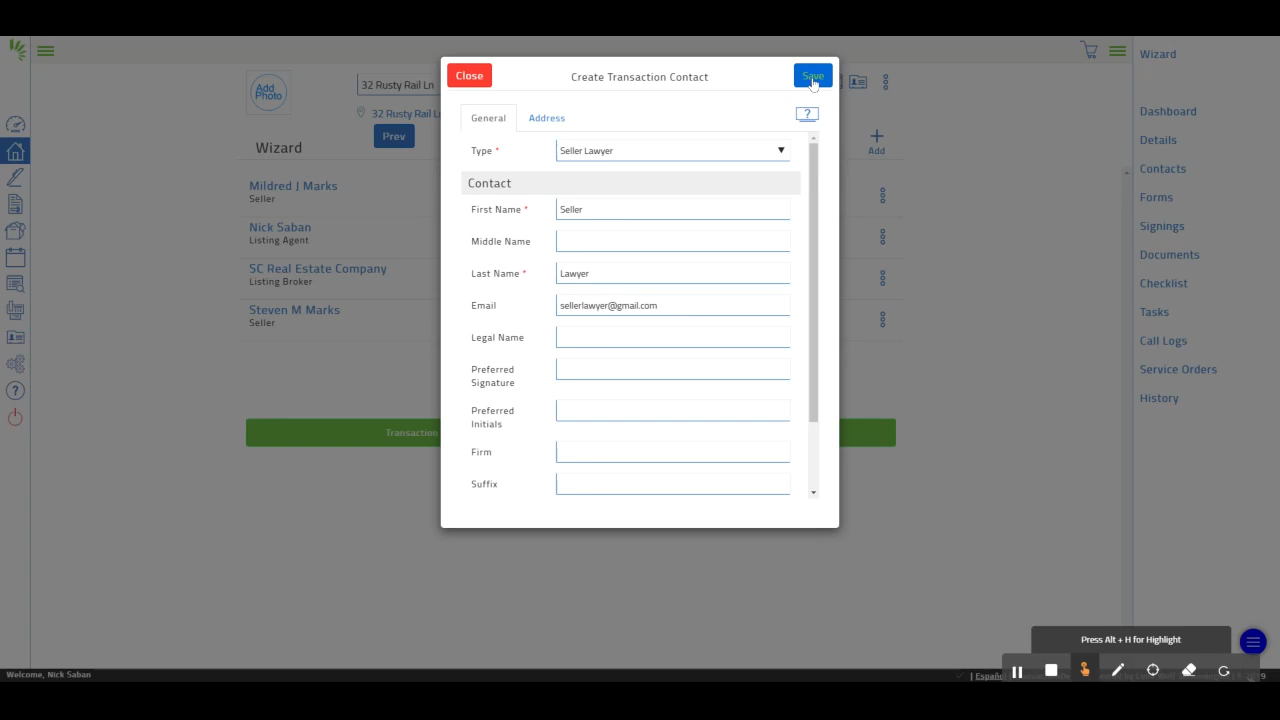 Close
Create Transaction Contact
Save
Wizard
Add
Photo
32 Rusty Rail Ln
32 Rusty Rail L
General
Address
?
Prev
Wizard
Add
Type *
Seller Lawyer
Contact
Mildred J Marks
Seller
First Name *
Seller
Nick Saban
Listing Agent
Middle Name
SC Real Estate Company
Listing Broker
Last Name *
Lawyer
Steven M Marks
Seller
Email
sellerlawyer@gmail.com
Legal Name
Preferred
Signature
Preferred
Initials
Transaction
Firm
Suffix
Dashboard
Details
Contacts
Forms
Signings
Documents
Checklist
Tasks
Call Logs
Service Orders
History
Press Alt + H for Highlight
Welcome, Nick Saban
| Español